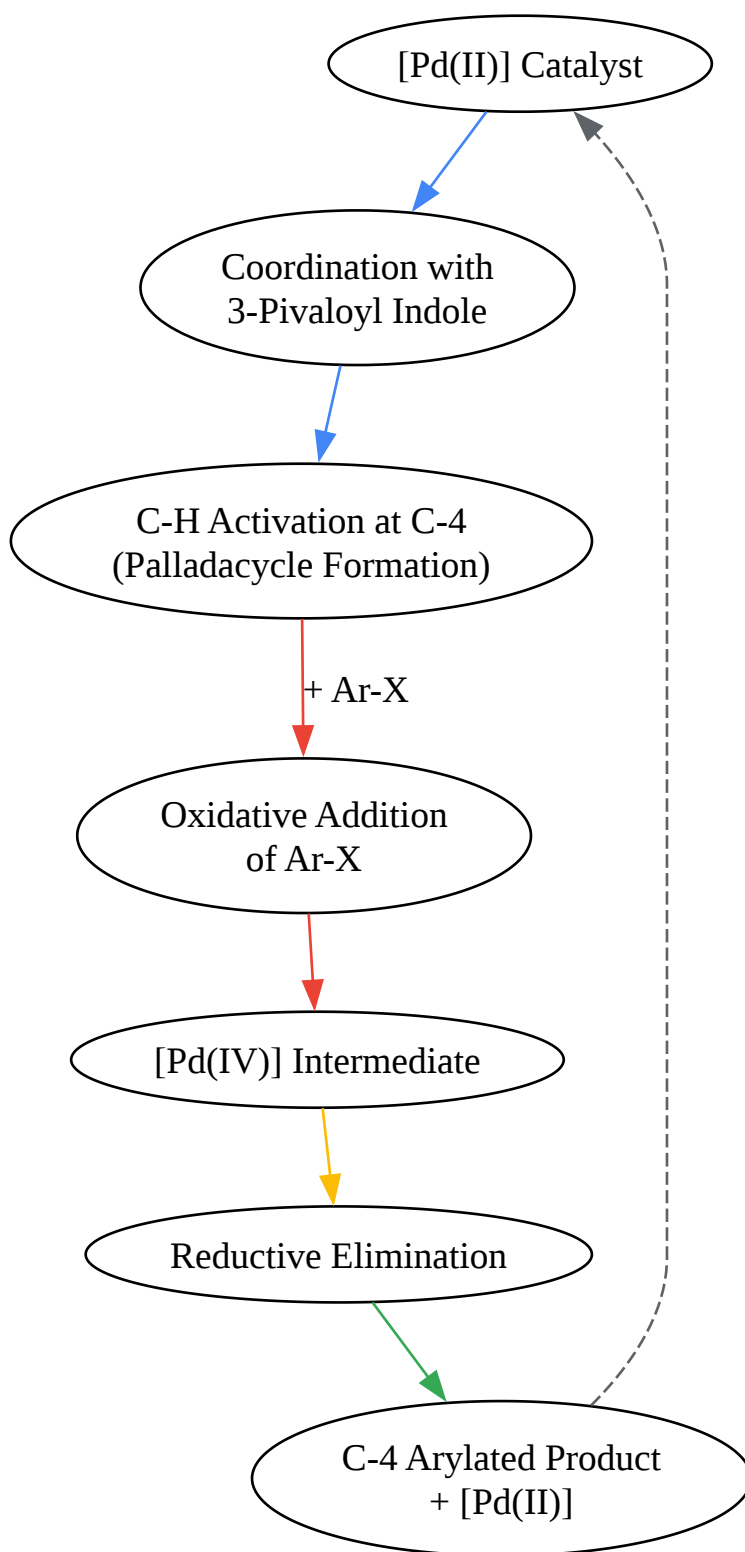 [Pd(II)] Catalyst
Coordination with
3-Pivaloyl Indole
C-H Activation at C-4
(Palladacycle Formation)
+ Ar-X
Oxidative Addition
of Ar-X
[Pd(IV)] Intermediate
Reductive Elimination
C-4 Arylated Product
+ [Pd(II)]